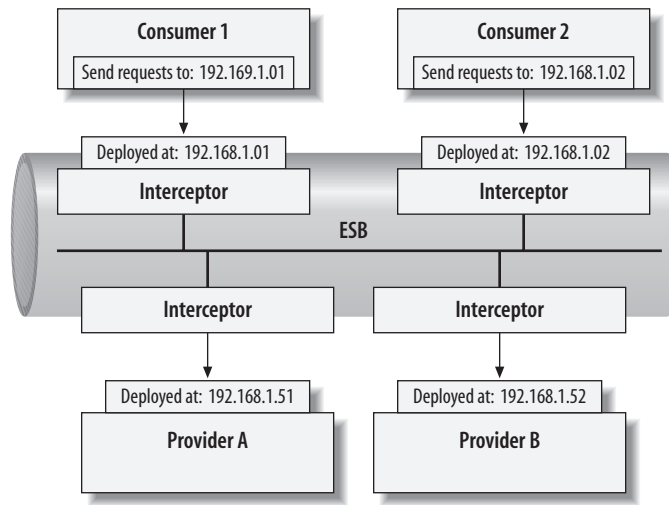 Consumer 1
Consumer 2
Send requests to: 192.169.1.01
Send requests to: 192.168.1.02
Deployed at: 192.168.1.01
Deployed at: 192.168.1.02
Interceptor
Interceptor
ESB
Interceptor
Interceptor
Deployed at: 192.168.1.51
Deployed at: 192.168.1.52
Provider A
Provider B